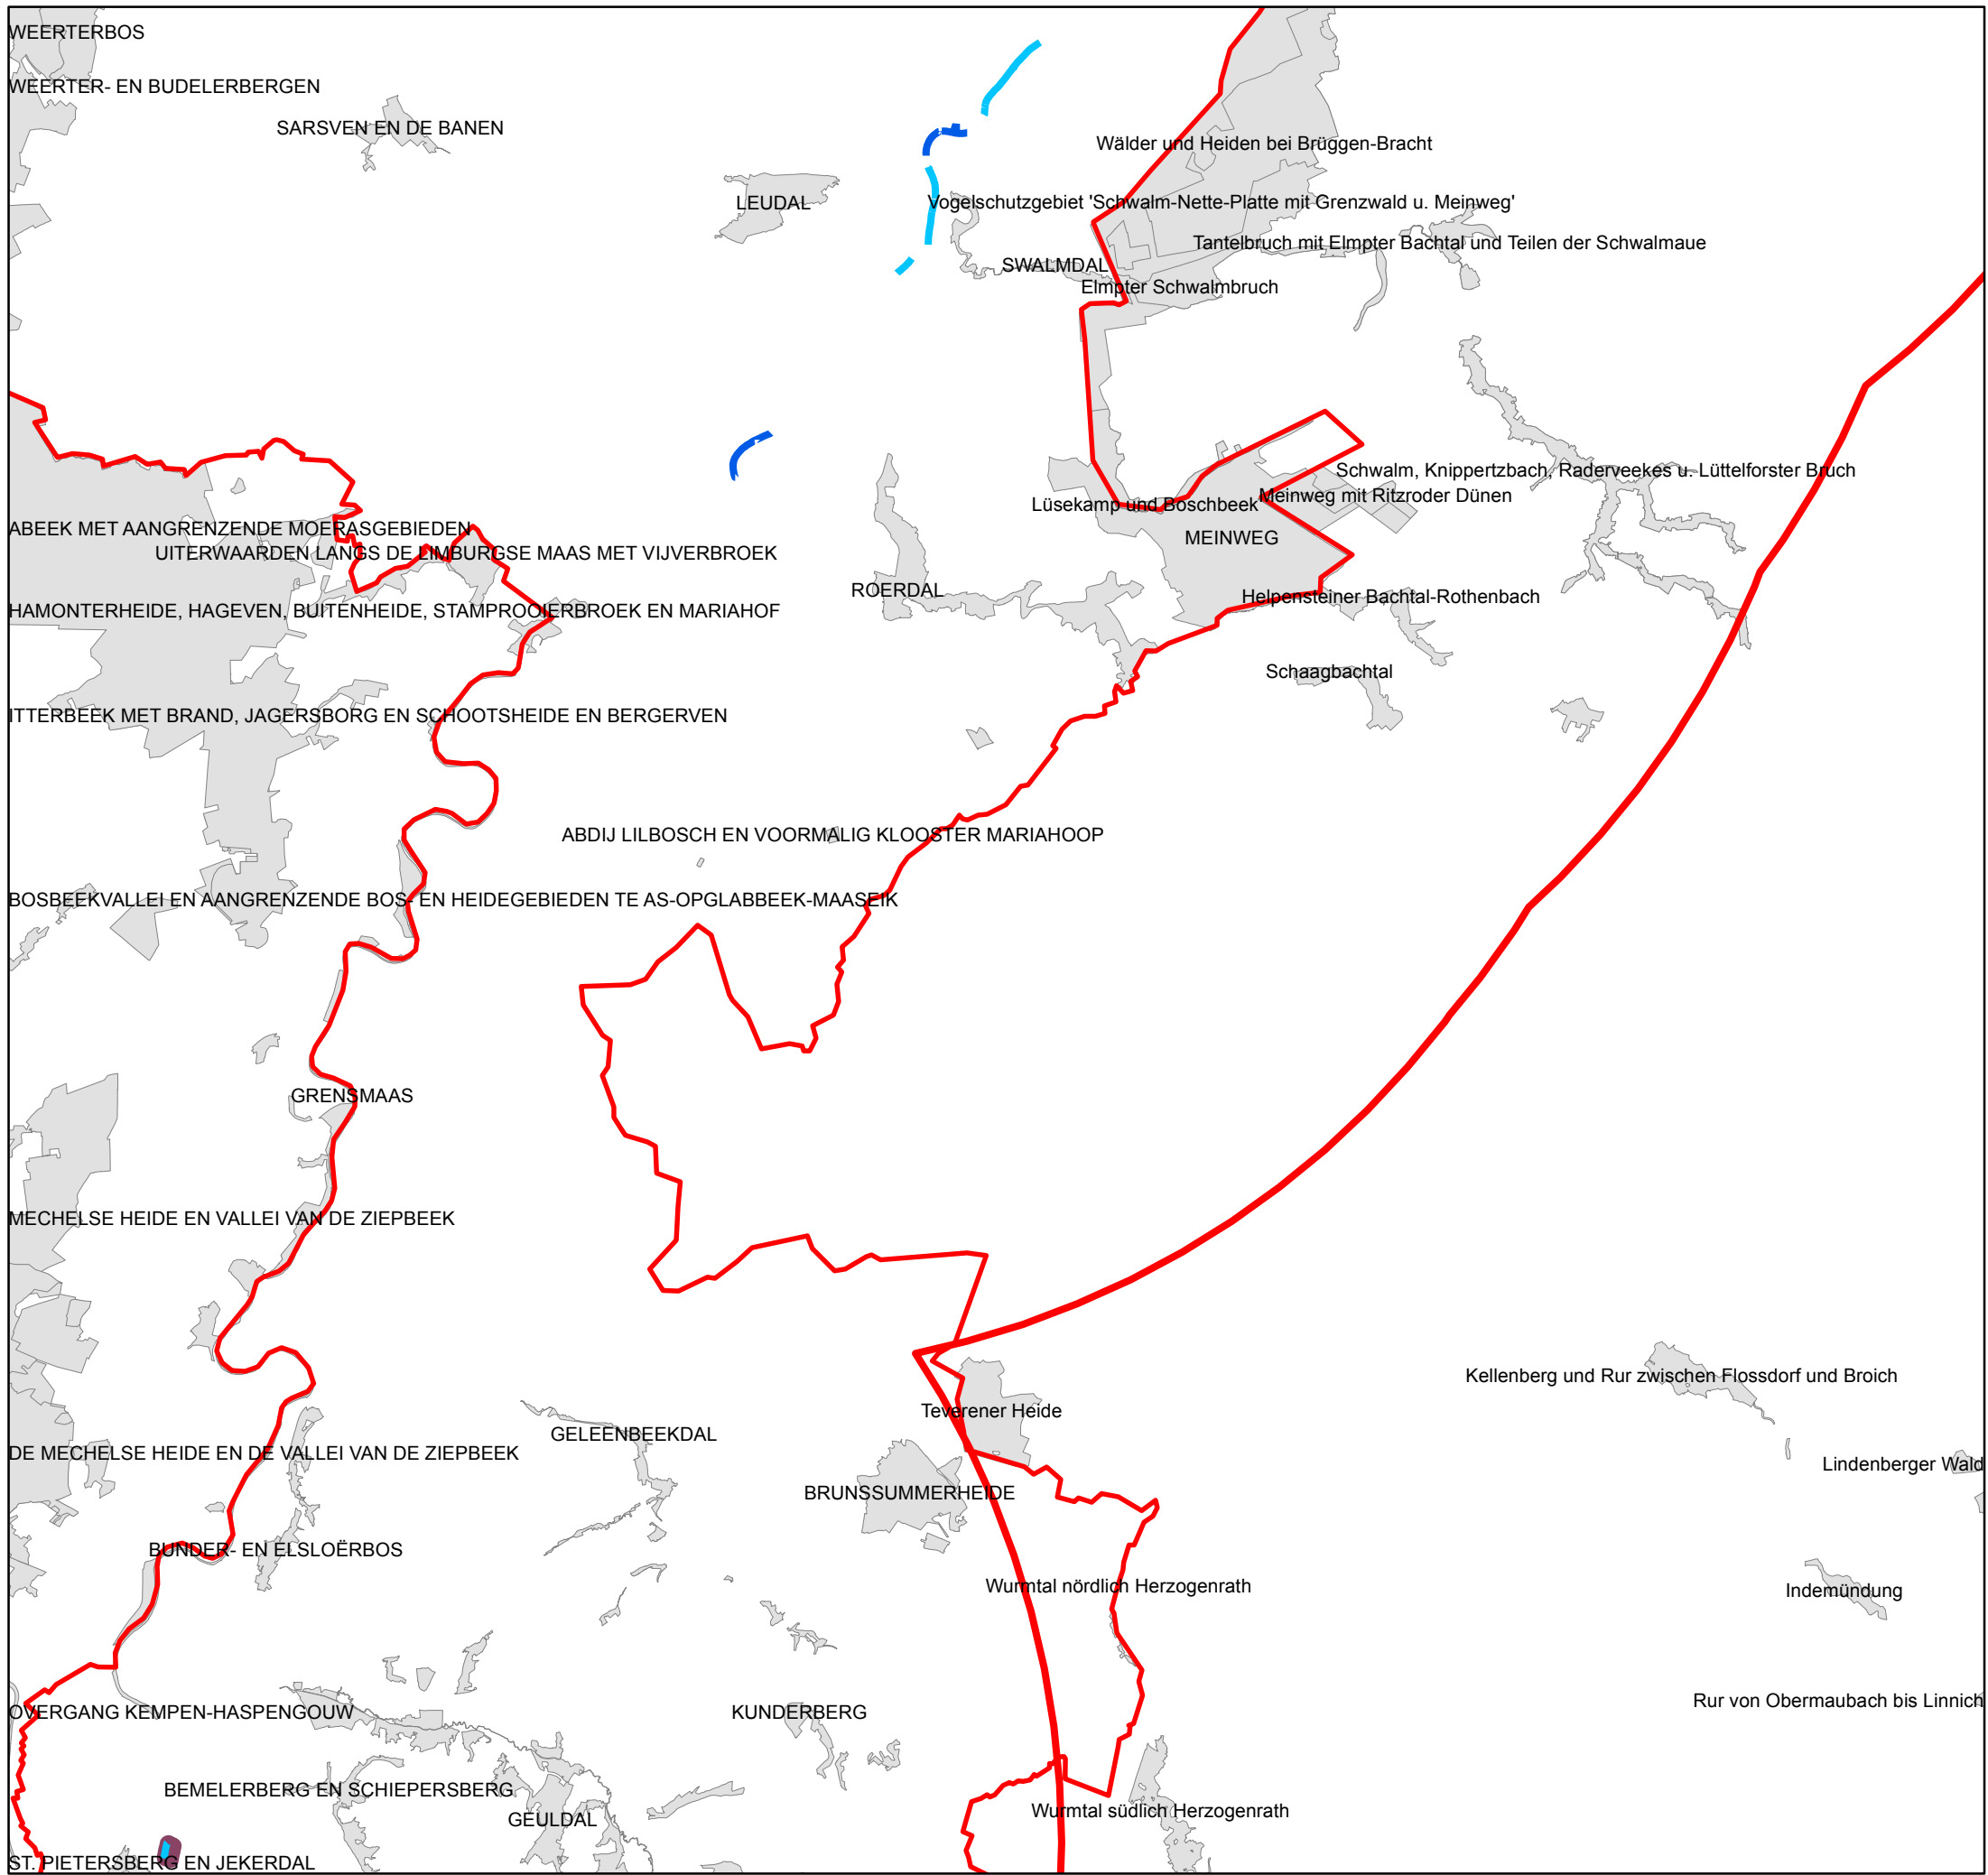 WEERTERBOS
WEERTER- EN BUDELERBERGEN
SARSVEN EN DE BANEN
Wälder und Heiden bei Brüggen-Bracht
LEUDAL
Vogelschutzgebiet 'Schwalm-Nette-Platte mit Grenzwald u. Meinweg'
Tantelbruch mit Elmpter Bachtal und Teilen der Schwalmaue
SWALMDAL
Elmpter Schwalmbruch
Schwalm, Knippertzbach, Raderveekes u. Lüttelforster Bruch
Meinweg mit Ritzroder Dünen
Lüsekamp und Boschbeek
ABEEK MET AANGRENZENDE MOERASGEBIEDEN
MEINWEG
UITERWAARDEN LANGS DE LIMBURGSE MAAS MET VIJVERBROEK
ROERDAL
Helpensteiner Bachtal-Rothenbach
HAMONTERHEIDE, HAGEVEN, BUITENHEIDE, STAMPROOIERBROEK EN MARIAHOF
Schaagbachtal
ITTERBEEK MET BRAND, JAGERSBORG EN SCHOOTSHEIDE EN BERGERVEN
ABDIJ LILBOSCH EN VOORMALIG KLOOSTER MARIAHOOP
BOSBEEKVALLEI EN AANGRENZENDE BOS- EN HEIDEGEBIEDEN TE AS-OPGLABBEEK-MAASEIK
GRENSMAAS
MECHELSE HEIDE EN VALLEI VAN DE ZIEPBEEK
Kellenberg und Rur zwischen Flossdorf und Broich
Teverener Heide
GELEENBEEKDAL
DE MECHELSE HEIDE EN DE VALLEI VAN DE ZIEPBEEK
Lindenberger Wald
BRUNSSUMMERHEIDE
BUNDER- EN ELSLOËRBOS
Wurmtal nördlich Herzogenrath
Indemündung
Rur von Obermaubach bis Linnich
OVERGANG KEMPEN-HASPENGOUW
KUNDERBERG
BEMELERBERG EN SCHIEPERSBERG
Wurmtal südlich Herzogenrath
GEULDAL
ST. PIETERSBERG EN JEKERDAL